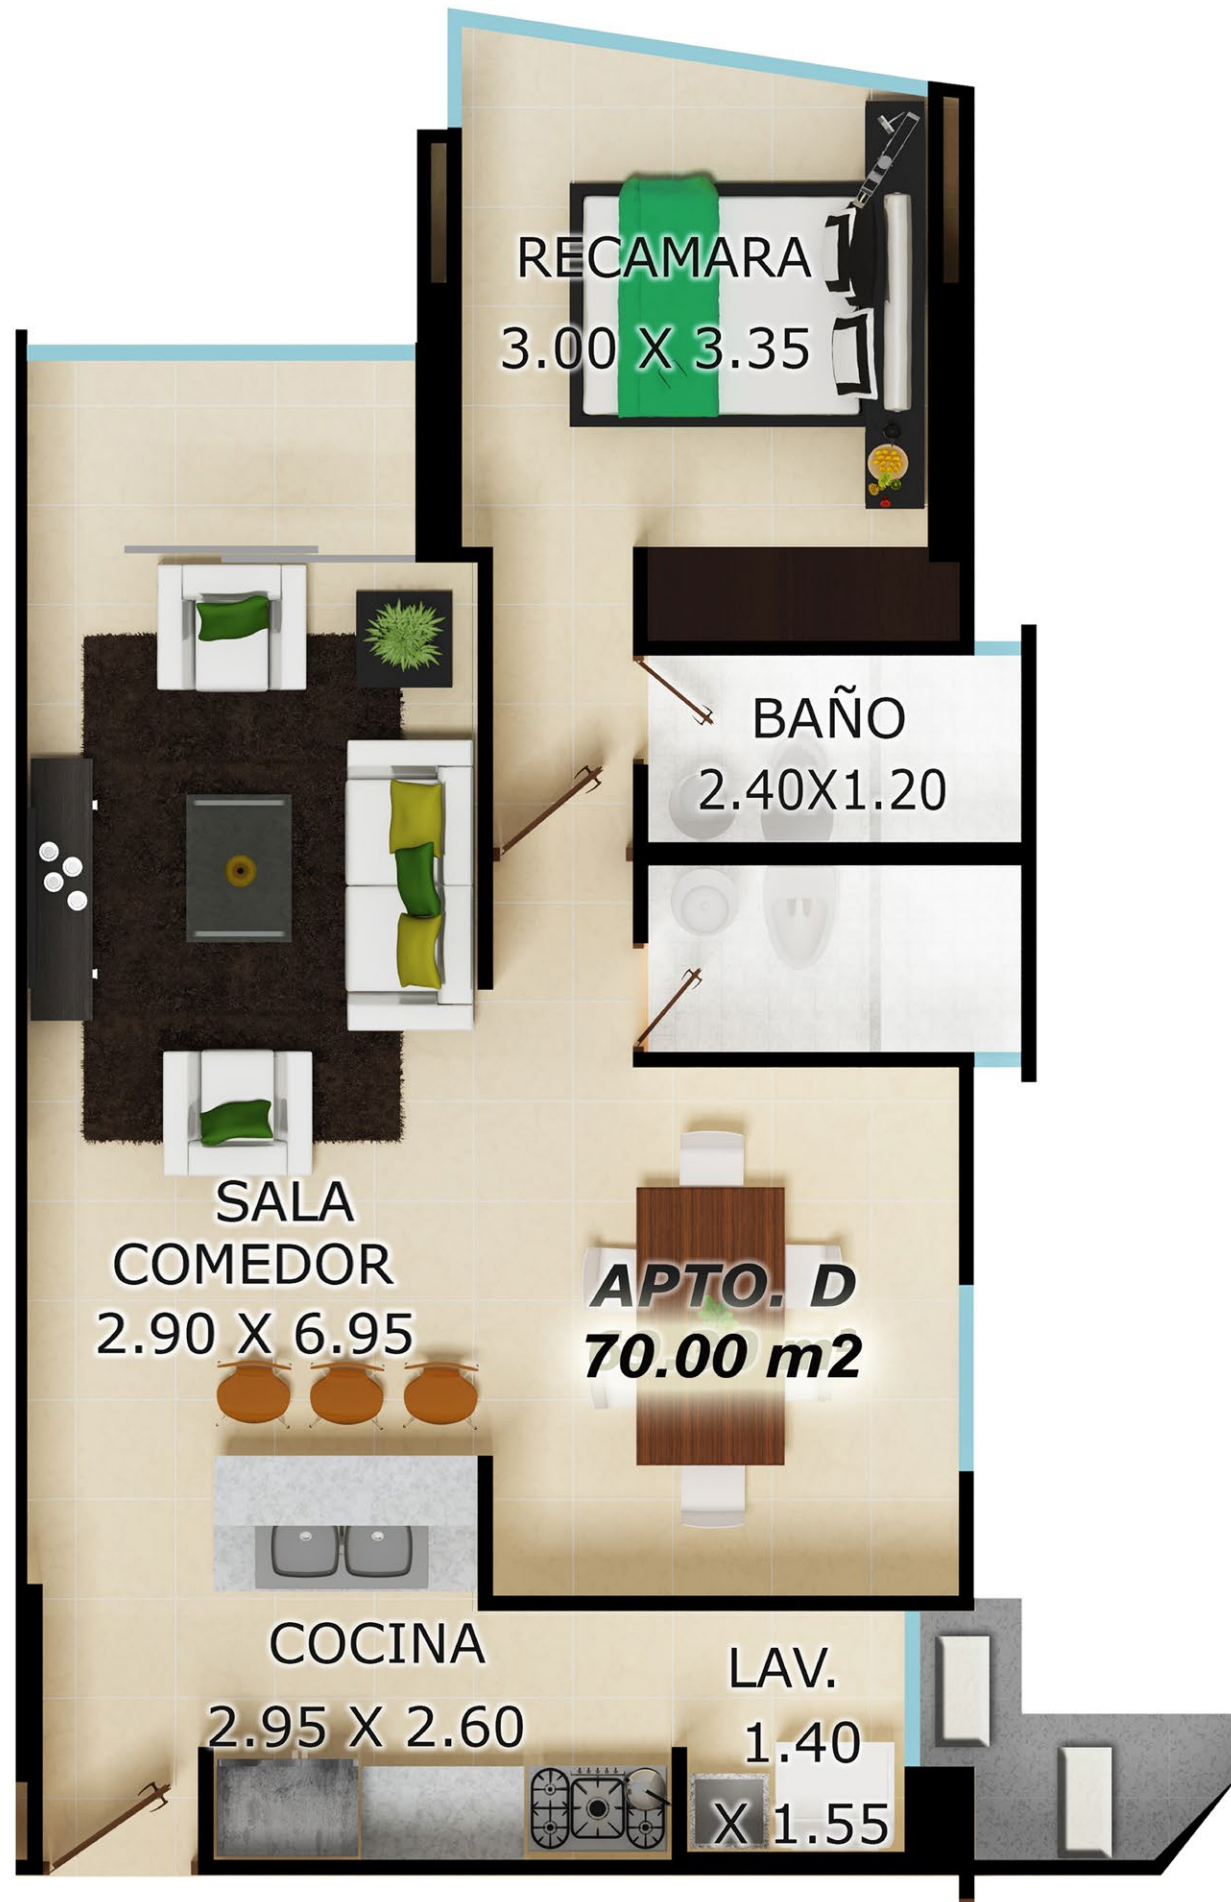 RECAMARA
3.00 X 3.35
BAÑO
2.40X1.20
SALA
COMEDOR
2.90 X 6.95
APTO. D
70.00 m2
COCINA
2.95 X 2.60
LAV.
1.40
X 1.55